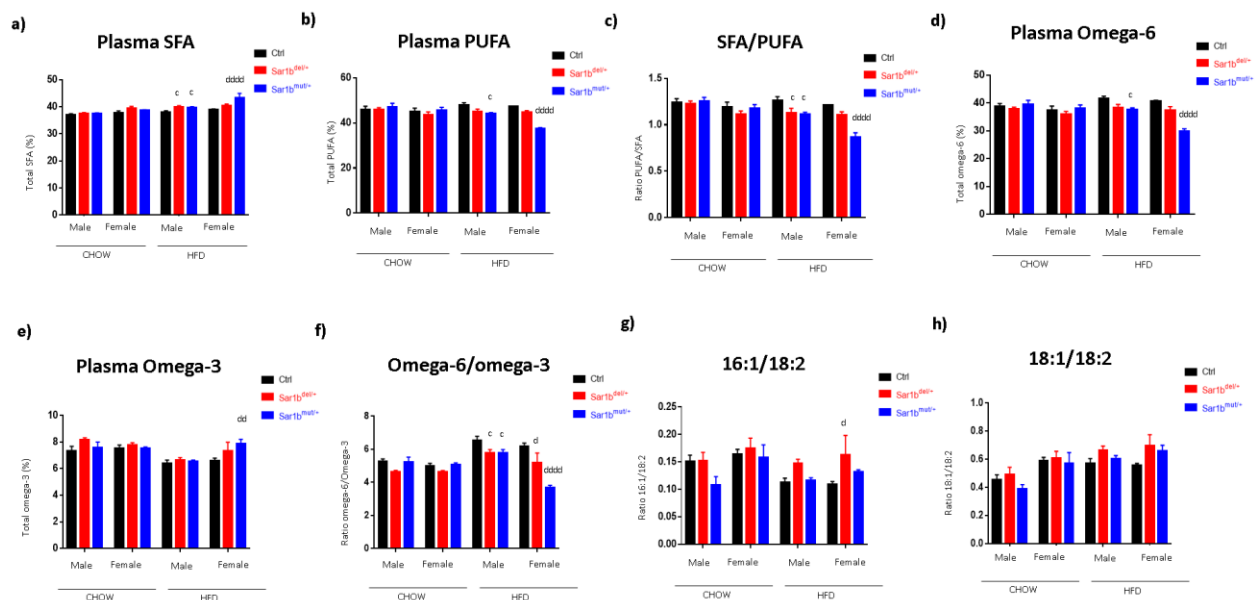 a)
Plasma SFA
Ctrl
Sar1b^del/+
Sar1b^mut/+
Total SFA (%)
50
40
30
20
10
0
c
c
dddd
Male
Female
Male
Female
CHOW
HFD
b)
Plasma PUFA
Ctrl
Sar1b^del/+
Sar1b^mut/+
Total PUFA (%)
60
40
20
0
c
dddd
Male
Female
Male
Female
CHOW
HFD
c)
SFA/PUFA
Ctrl
Sar1b^del/+
Sar1b^mut/+
Ratio PUFA/SFA
1.5
1.2
0.9
0.6
0.3
0.0
c
c
dddd
Male
Female
Male
Female
CHOW
HFD
d)
Plasma Omega-6
Ctrl
Sar1b^del/+
Sar1b^mut/+
Total omega-6 (%)
50
40
30
20
10
0
c
dddd
Male
Female
Male
Female
CHOW
HFD
e)
Plasma Omega-3
Ctrl
Sar1b^del/+
Sar1b^mut/+
Total omega-3 (%)
10
8
6
4
2
0
dd
Male
Female
Male
Female
CHOW
HFD
f)
Omega-6/omega-3
Ctrl
Sar1b^del/+
Sar1b^mut/+
Ratio omega-6/Omega-3
8
6
4
2
0
c
c
d
dddd
Male
Female
Male
Female
CHOW
HFD
g)
16:1/18:2
Ctrl
Sar1b^del/+
Sar1b^mut/+
Ratio 16:1/18:2
0.25
0.20
0.15
0.10
0.05
0.00
d
Male
Female
Male
Female
CHOW
HFD
h)
18:1/18:2
Ctrl
Sar1b^del/+
Sar1b^mut/+
Ratio 18:1/18:2
1.0
0.8
0.6
0.4
0.2
0.0
Male
Female
Male
Female
CHOW
HFD